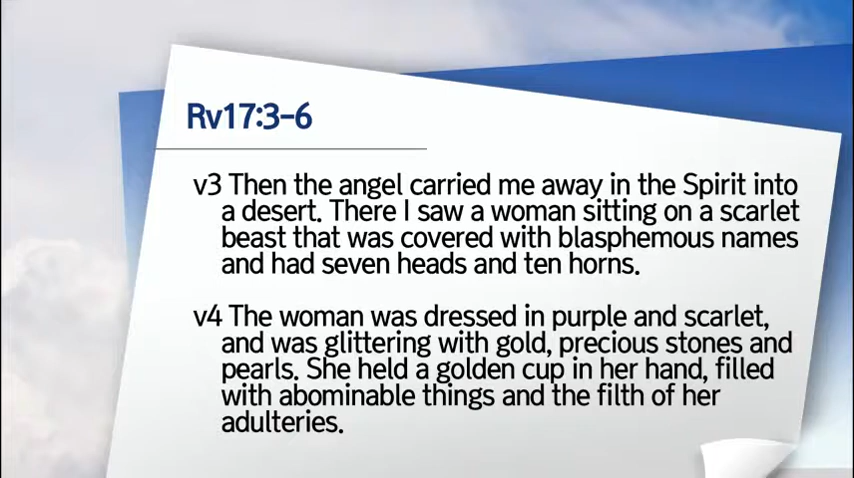 Rv17:3-6
v3 Then the angel carried me away in the Spirit into
a desert. There I saw a woman sitting on a scarlet
beast that was covered with blasphemous names
and had seven heads and ten horns.
v4 The woman was dressed in purple and scarlet,
and was glittering with gold, precious stones and
pearls. She held a golden cup in her hand, filled
with abominable things and the filth of her
adulteries.